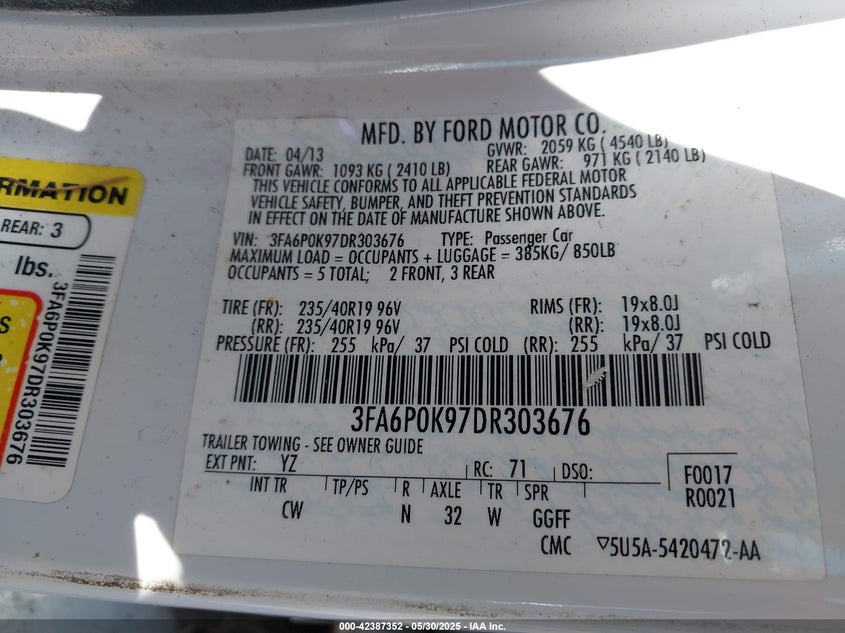 MFD. BY FORD MOTOR CO.
DATE: 04/13
GVWR: 2059 KG ( 4540 LB)
FRONT GAWR: 1093 KG ( 2410 LB)
REAR GAWR: 971 KG ( 2140 LB)
THIS VEHICLE CONFORMS TO ALL APPLICABLE FEDERAL MOTOR
VEHICLE SAFETY, BUMPER, AND THEFT PREVENTION STANDARDS
IN EFFECT ON THE DATE OF MANUFACTURE SHOWN ABOVE.
VIN: 3FA6P0K97DR303676 TYPE: Passenger Car
MAXIMUM LOAD = OCCUPANTS + LUGGAGE = 385KG/ 850LB
OCCUPANTS = 5 TOTAL; 2 FRONT, 3 REAR
TIRE (FR): 235/40R19 96V RIMS (FR): 19x8.0J
(RR): 235/40R19 96V (RR): 19x8.0J
PRESSURE (FR): 255 kPa/ 37 PSI COLD (RR): 255 kPa/ 37 PSI COLD
3FA6P0K97DR303676
TRAILER TOWING - SEE OWNER GUIDE
EXT PNT: YZ RC: 71 DSO:
F0017
R0021
INT TR TP/PS R AXLE TR SPR
CW N 32 W GGFF
CMC ▽5U5A-5420472-AA
RMATION
REAR: 3
lbs.
3FA6P0K97DR303676
000-42387352 / 05/30/2025 - IAA Inc.